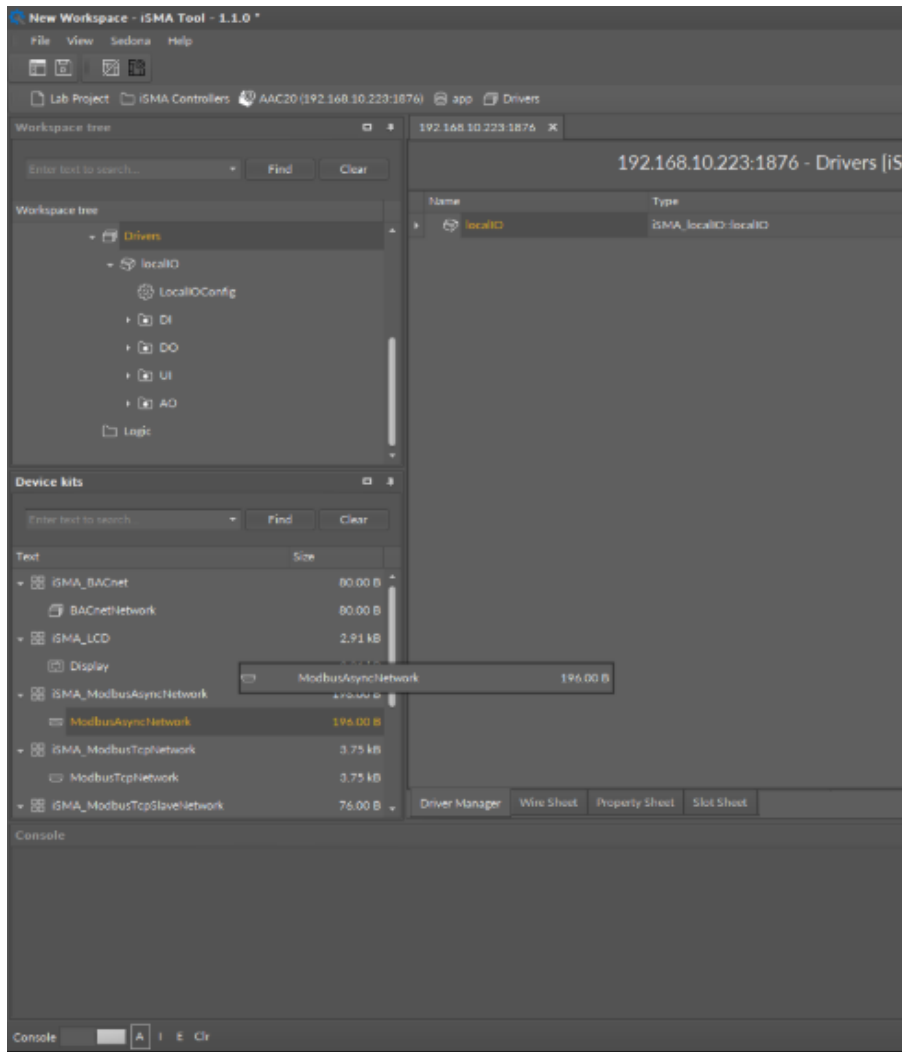 New Workspace - iSMA Tool - 1.1.0 *
File View Sedona Help
Lab Project iSMA Controllers AAC20 (192.168.10.223:1876) app Drivers
Workspace tree
192.168.10.223:1876
192.168.10.223:1876 - Drivers [iS
Enter text to search... Find Clear
Workspace tree
Name Type
localIO iSMA_localIO::localIO
Drivers
localIO
LocalIOConfig
DI
DO
UI
AO
Logic
Device kits
Enter text to search... Find Clear
Text Size
iSMA_BACnet 80.00 B
BACnetNetwork 80.00 B
iSMA_LCD 2.91 kB
Display
ModbusAsyncNetwork 196.00 B
iSMA_ModbusAsyncNetwork 196.00 B
ModbusAsyncNetwork 196.00 B
iSMA_ModbusTcpNetwork 3.75 kB
ModbusTcpNetwork 3.75 kB
iSMA_ModbusTcpSlaveNetwork 76.00 B
Driver Manager Wire Sheet Property Sheet Slot Sheet
Console
Console A I E Clr